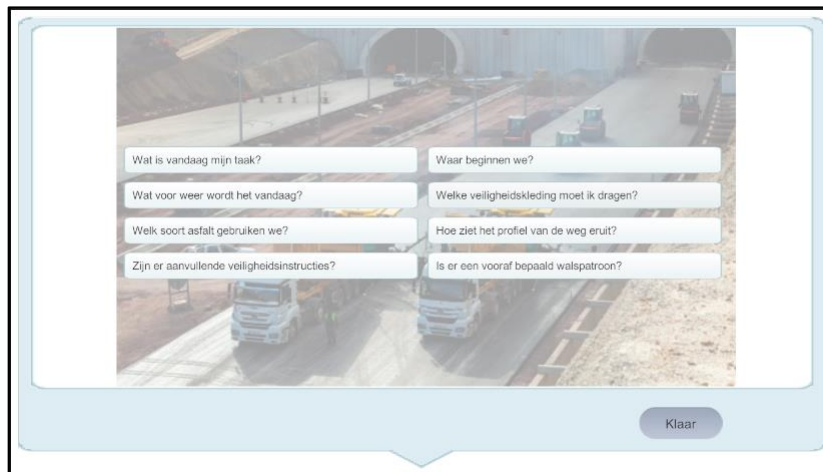 Wat is vandaag mijn taak?
Waar beginnen we?
Wat voor weer wordt het vandaag?
Welke veiligheidskleding moet ik dragen?
Welk soort asfalt gebruiken we?
Hoe ziet het profiel van de weg eruit?
Zijn er aanvullende veiligheidsinstructies?
Is er een vooraf bepaald walspatroon?
Klaar